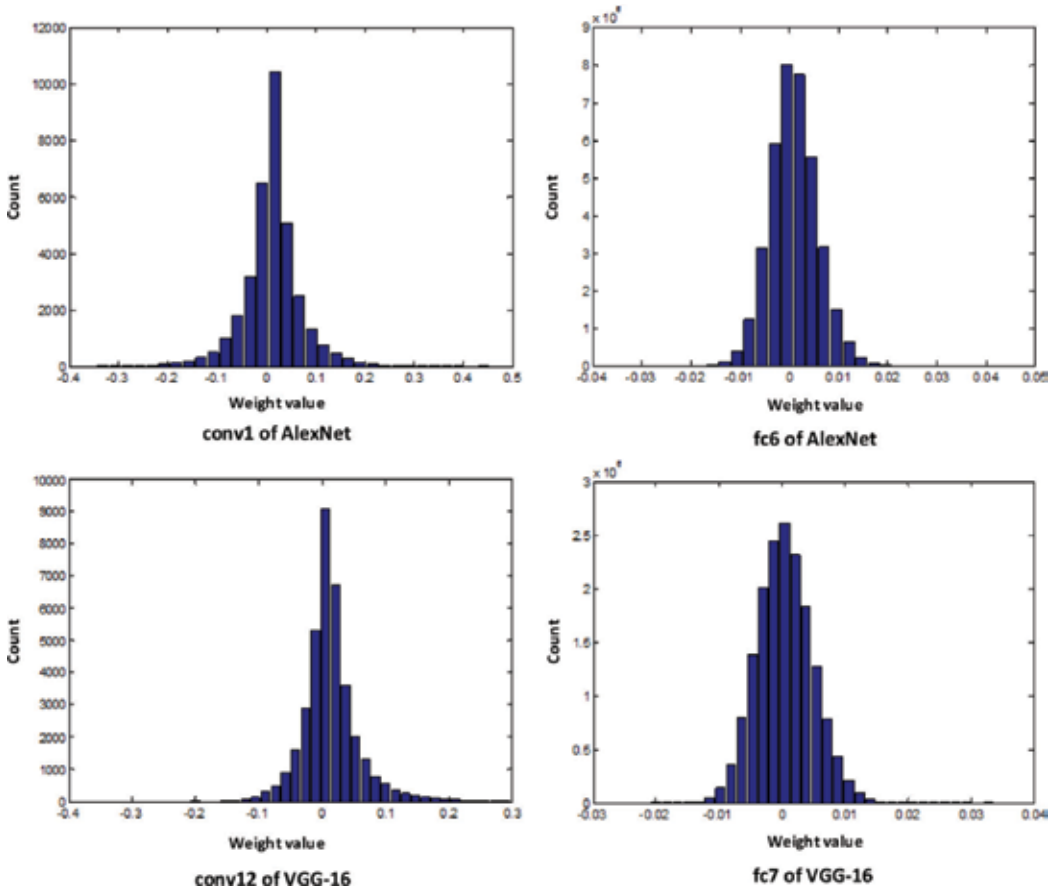 12000
10000
8000
6000
4000
2000
0
Count
-0.4 -0.3 -0.2 -0.1 0 0.1 0.2 0.3 0.4 0.5
Weight value
conv1 of AlexNet
9
8
7
6
5
4
3
2
1
0
Count
-0.04 -0.03 -0.02 -0.01 0 0.01 0.02 0.03 0.04 0.05
Weight value
fc6 of AlexNet
10000
9000
8000
7000
6000
5000
4000
3000
2000
1000
0
Count
-0.4 -0.3 -0.2 -0.1 0 0.1 0.2 0.3
Weight value
conv12 of VGG-16
3
2.5
2
1.5
1
0.5
0
Count
-0.03 -0.02 -0.01 0 0.01 0.02 0.03 0.04
Weight value
fc7 of VGG-16